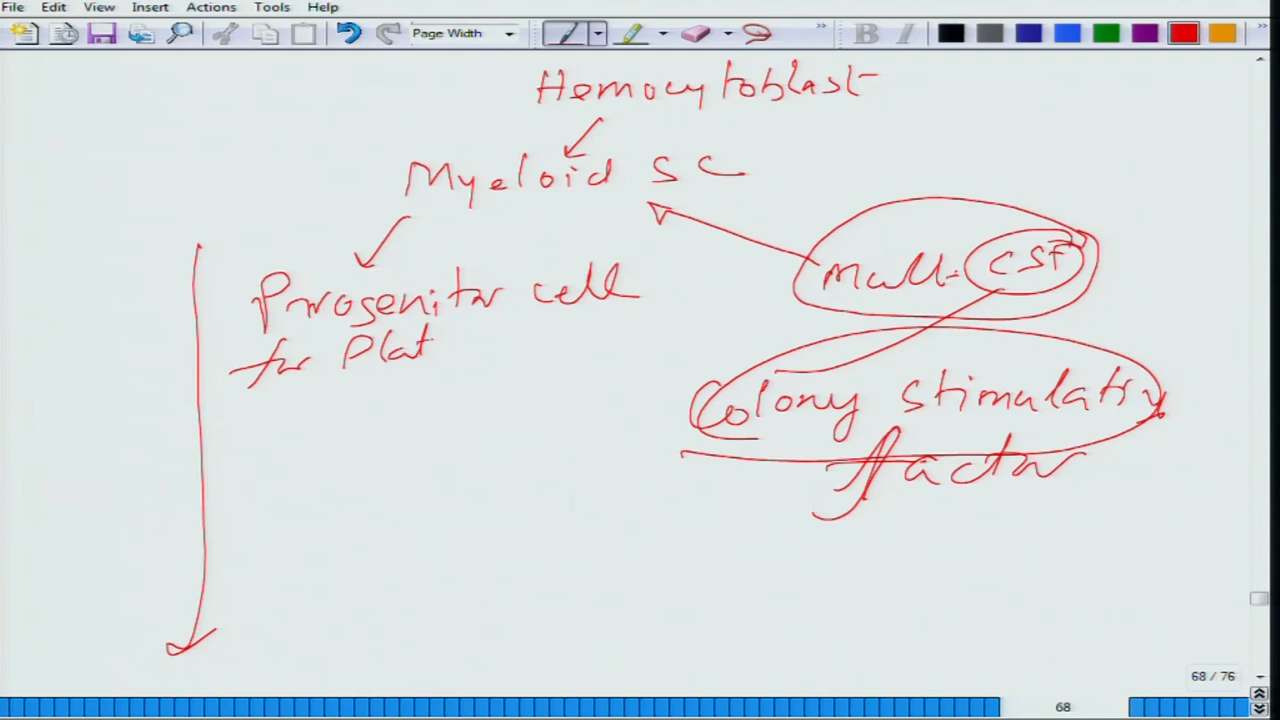 File Edit View Insert Actions Tools Help
Page Width
B I
Hemocytoblast
Myeloid SC
Multi-CSF
Progenitor cell
for Plat
Colony stimulating
factor
68 / 76
68